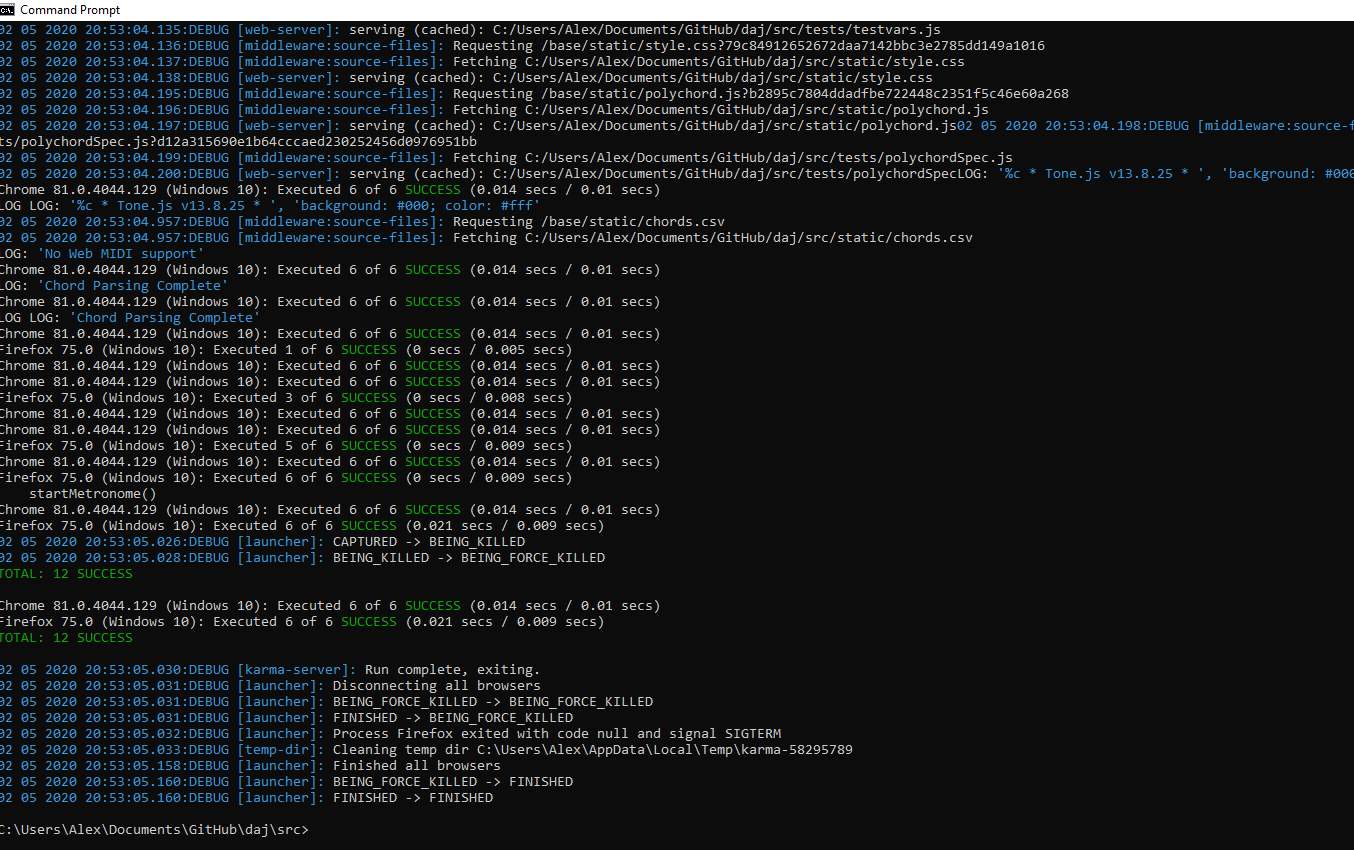 Command Prompt
02 05 2020 20:53:04.135:DEBUG [web-server]: serving (cached): C:/Users/Alex/Documents/GitHub/daj/src/tests/testvars.js
02 05 2020 20:53:04.136:DEBUG [middleware:source-files]: Requesting /base/static/style.css?79c84912652672daa7142bbc3e2785dd149a1016
02 05 2020 20:53:04.137:DEBUG [middleware:source-files]: Fetching C:/Users/Alex/Documents/GitHub/daj/src/static/style.css
02 05 2020 20:53:04.138:DEBUG [web-server]: serving (cached): C:/Users/Alex/Documents/GitHub/daj/src/static/style.css
02 05 2020 20:53:04.195:DEBUG [middleware:source-files]: Requesting /base/static/polychord.js?b2895c7804ddadfbe722448c2351f5c46e60a268
02 05 2020 20:53:04.196:DEBUG [middleware:source-files]: Fetching C:/Users/Alex/Documents/GitHub/daj/src/static/polychord.js
02 05 2020 20:53:04.197:DEBUG [web-server]: serving (cached): C:/Users/Alex/Documents/GitHub/daj/src/static/polychord.js02 05 2020 20:53:04.198:DEBUG [middleware:source-f
ts/polychordSpec.js?d12a315690e1b64cccaed230252456d0976951bb
02 05 2020 20:53:04.199:DEBUG [middleware:source-files]: Fetching C:/Users/Alex/Documents/GitHub/daj/src/tests/polychordSpec.js
02 05 2020 20:53:04.200:DEBUG [web-server]: serving (cached): C:/Users/Alex/Documents/GitHub/daj/src/tests/polychordSpecLOG: '%c * Tone.js v13.8.25 * ', 'background: #000
Chrome 81.0.4044.129 (Windows 10): Executed 6 of 6 SUCCESS (0.014 secs / 0.01 secs)
LOG LOG: '%c * Tone.js v13.8.25 * ', 'background: #000; color: #fff'
02 05 2020 20:53:04.957:DEBUG [middleware:source-files]: Requesting /base/static/chords.csv
02 05 2020 20:53:04.957:DEBUG [middleware:source-files]: Fetching C:/Users/Alex/Documents/GitHub/daj/src/static/chords.csv
LOG: 'No Web MIDI support'
Chrome 81.0.4044.129 (Windows 10): Executed 6 of 6 SUCCESS (0.014 secs / 0.01 secs)
LOG: 'Chord Parsing Complete'
Chrome 81.0.4044.129 (Windows 10): Executed 6 of 6 SUCCESS (0.014 secs / 0.01 secs)
LOG LOG: 'Chord Parsing Complete'
Chrome 81.0.4044.129 (Windows 10): Executed 6 of 6 SUCCESS (0.014 secs / 0.01 secs)
Firefox 75.0 (Windows 10): Executed 1 of 6 SUCCESS (0 secs / 0.005 secs)
Chrome 81.0.4044.129 (Windows 10): Executed 6 of 6 SUCCESS (0.014 secs / 0.01 secs)
Chrome 81.0.4044.129 (Windows 10): Executed 6 of 6 SUCCESS (0.014 secs / 0.01 secs)
Firefox 75.0 (Windows 10): Executed 3 of 6 SUCCESS (0 secs / 0.008 secs)
Chrome 81.0.4044.129 (Windows 10): Executed 6 of 6 SUCCESS (0.014 secs / 0.01 secs)
Chrome 81.0.4044.129 (Windows 10): Executed 6 of 6 SUCCESS (0.014 secs / 0.01 secs)
Firefox 75.0 (Windows 10): Executed 5 of 6 SUCCESS (0 secs / 0.009 secs)
Chrome 81.0.4044.129 (Windows 10): Executed 6 of 6 SUCCESS (0.014 secs / 0.01 secs)
Firefox 75.0 (Windows 10): Executed 6 of 6 SUCCESS (0 secs / 0.009 secs)
startMetronome()
Chrome 81.0.4044.129 (Windows 10): Executed 6 of 6 SUCCESS (0.014 secs / 0.01 secs)
Firefox 75.0 (Windows 10): Executed 6 of 6 SUCCESS (0.021 secs / 0.009 secs)
02 05 2020 20:53:05.026:DEBUG [launcher]: CAPTURED -> BEING_KILLED
02 05 2020 20:53:05.028:DEBUG [launcher]: BEING_KILLED -> BEING_FORCE_KILLED
TOTAL: 12 SUCCESS
Chrome 81.0.4044.129 (Windows 10): Executed 6 of 6 SUCCESS (0.014 secs / 0.01 secs)
Firefox 75.0 (Windows 10): Executed 6 of 6 SUCCESS (0.021 secs / 0.009 secs)
TOTAL: 12 SUCCESS
02 05 2020 20:53:05.030:DEBUG [karma-server]: Run complete, exiting.
02 05 2020 20:53:05.031:DEBUG [launcher]: Disconnecting all browsers
02 05 2020 20:53:05.031:DEBUG [launcher]: BEING_FORCE_KILLED -> BEING_FORCE_KILLED
02 05 2020 20:53:05.031:DEBUG [launcher]: FINISHED -> BEING_FORCE_KILLED
02 05 2020 20:53:05.032:DEBUG [launcher]: Process Firefox exited with code null and signal SIGTERM
02 05 2020 20:53:05.033:DEBUG [temp-dir]: Cleaning temp dir C:\Users\Alex\AppData\Local\Temp\karma-58295789
02 05 2020 20:53:05.158:DEBUG [launcher]: Finished all browsers
02 05 2020 20:53:05.160:DEBUG [launcher]: BEING_FORCE_KILLED -> FINISHED
02 05 2020 20:53:05.160:DEBUG [launcher]: FINISHED -> FINISHED
C:\Users\Alex\Documents\GitHub\daj\src>